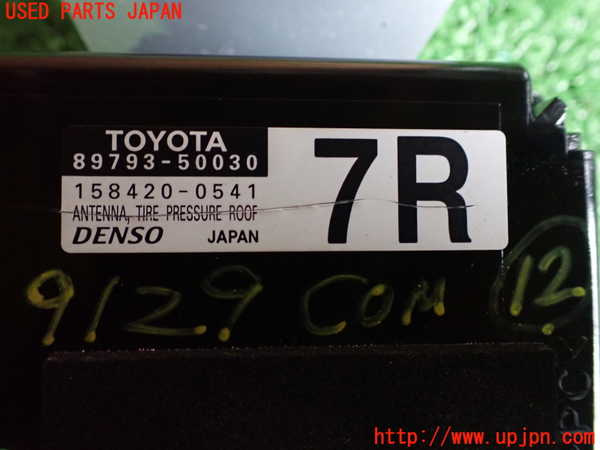 USED PARTS JAPAN
TOYOTA
89793-50030
158420-0541
ANTENNA, TIRE PRESSURE ROOF
DENSO JAPAN
7R
9129 COM 12
http://www.upjpn.com/